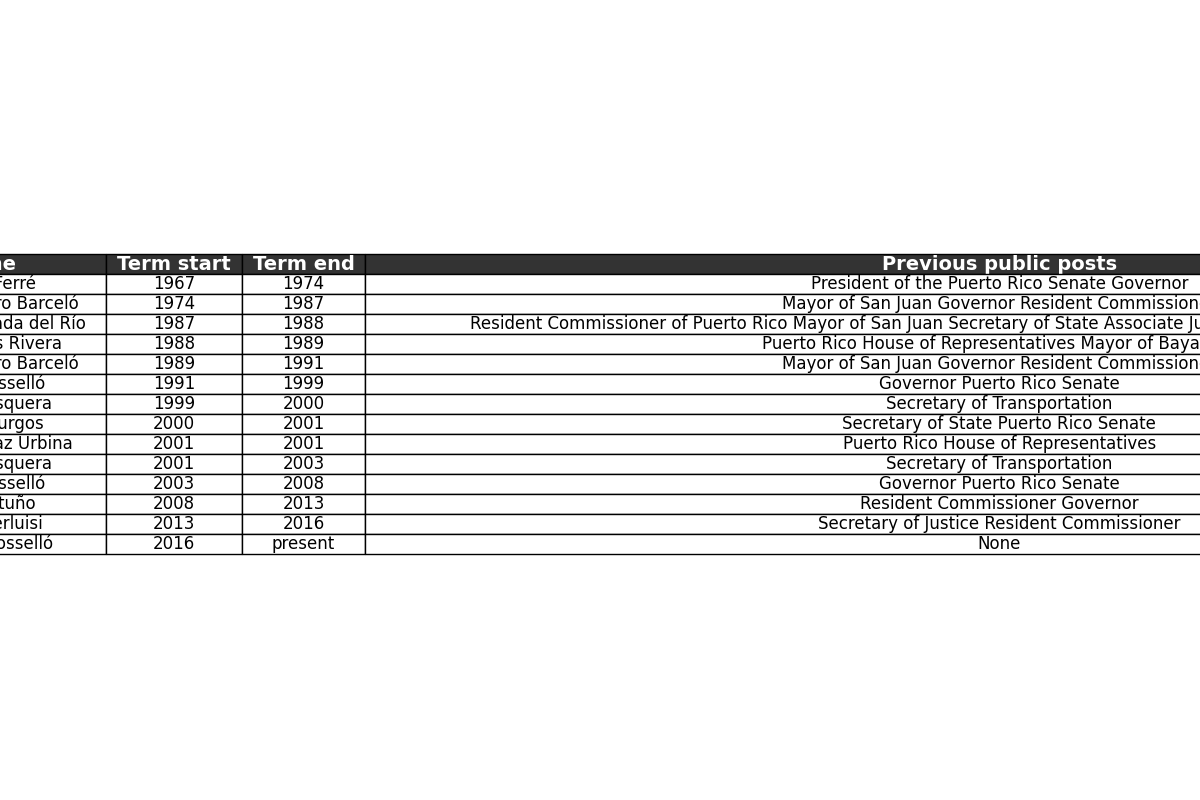 ne Term start Term end Previous public posts
Ferré 1967 1974 President of the Puerto Rico Senate Governor
ro Barceló 1974 1987 Mayor of San Juan Governor Resident Commission
ada del Río 1987 1988 Resident Commissioner of Puerto Rico Mayor of San Juan Secretary of State Associate Ju
s Rivera 1988 1989 Puerto Rico House of Representatives Mayor of Baya
ro Barceló 1989 1991 Mayor of San Juan Governor Resident Commission
sselló 1991 1999 Governor Puerto Rico Senate
squera 1999 2000 Secretary of Transportation
urgos 2000 2001 Secretary of State Puerto Rico Senate
az Urbina 2001 2001 Puerto Rico House of Representatives
squera 2001 2003 Secretary of Transportation
sselló 2003 2008 Governor Puerto Rico Senate
tuño 2008 2013 Resident Commissioner Governor
erluisi 2013 2016 Secretary of Justice Resident Commissioner
osselló 2016 present None